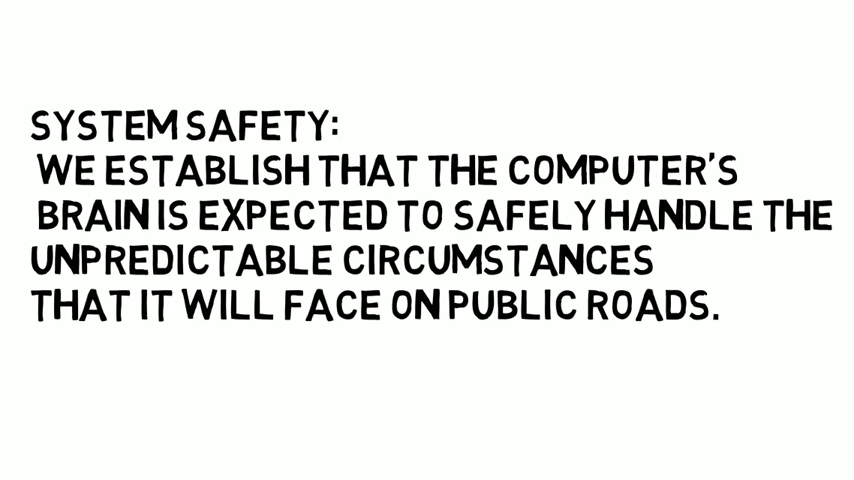 SYSTEM SAFETY:
WE ESTABLISH THAT THE COMPUTER'S
BRAIN IS EXPECTED TO SAFELY HANDLE THE
UNPREDICTABLE CIRCUMSTANCES
THAT IT WILL FACE ON PUBLIC ROADS.